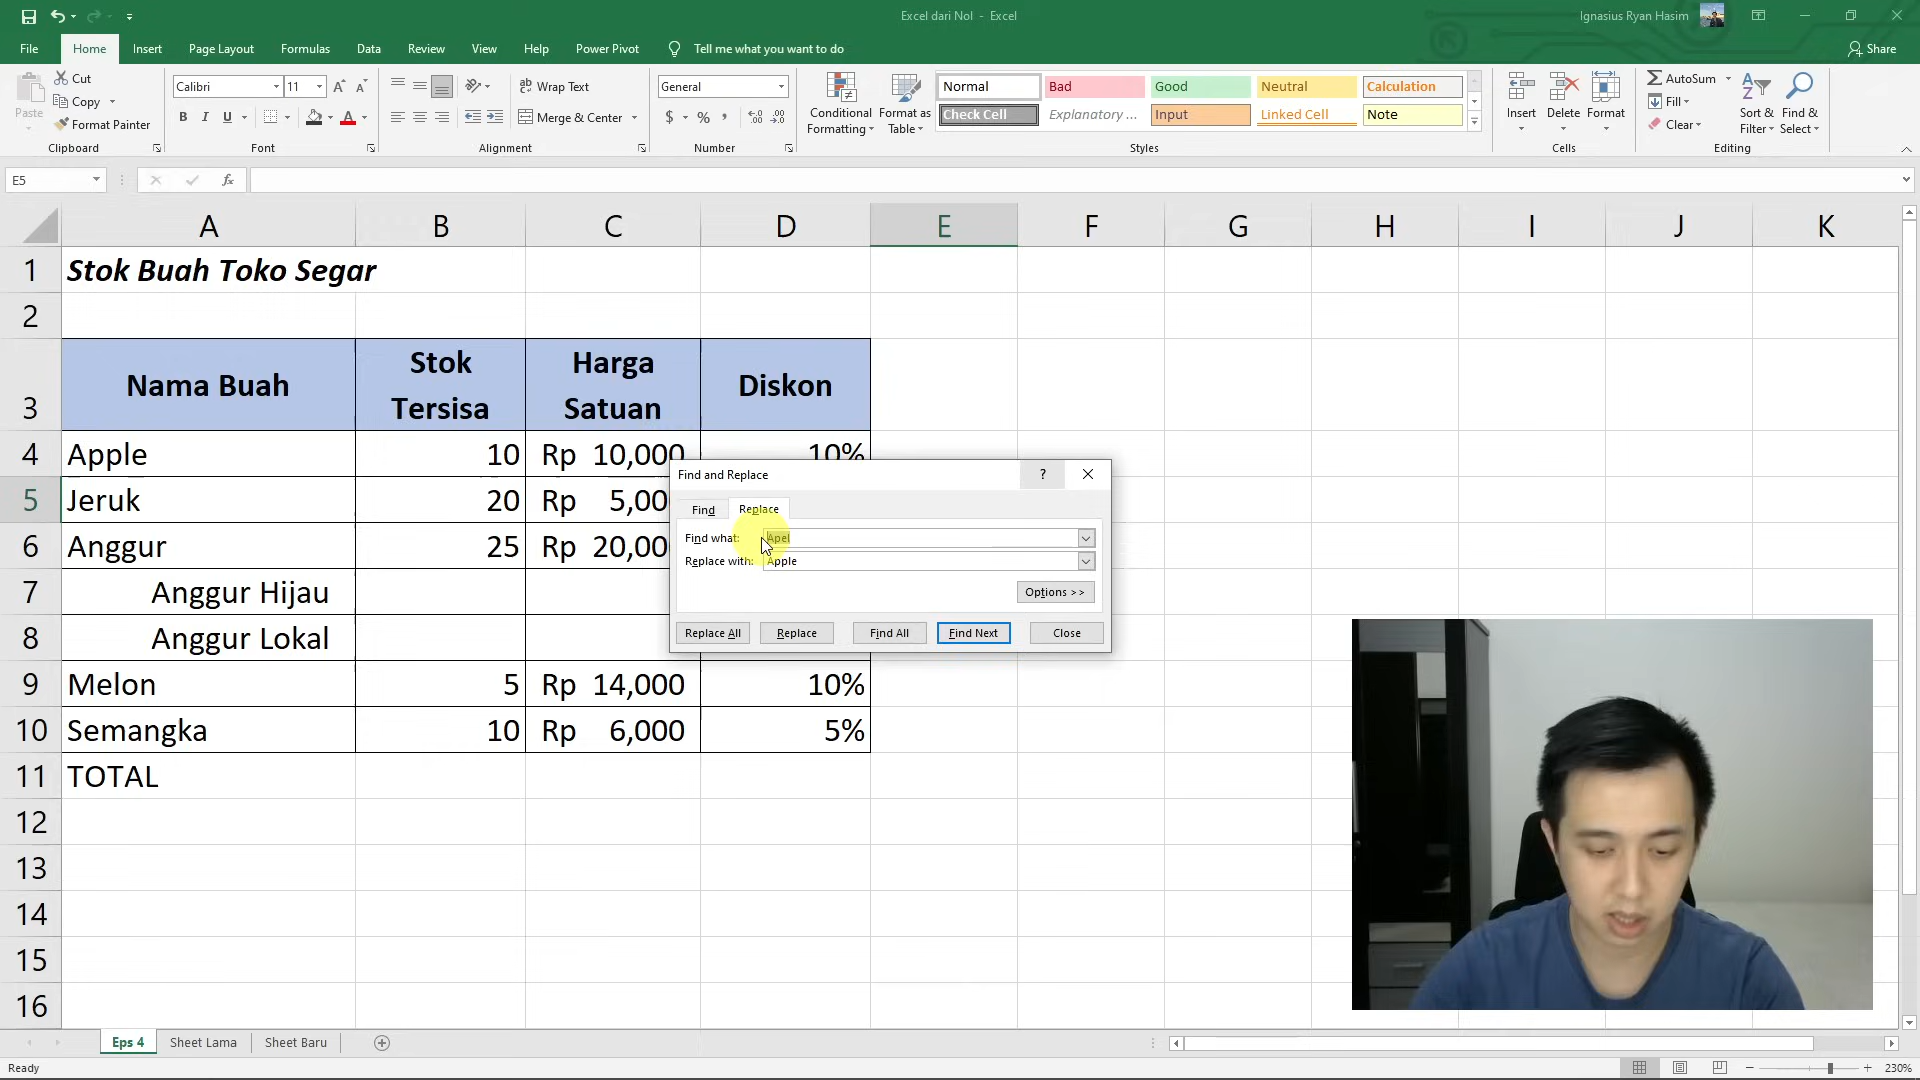 Excel dari Nol - Excel
Ignasius Ryan Hasim
File Home Insert Page Layout Formulas Data Review View Help Power Pivot Tell me what you want to do Share
Paste
Cut
Copy
Format Painter
Clipboard
Calibri 11
B I U
Font
Wrap Text
Merge & Center
Alignment
General
$ % ,
Number
Conditional Formatting
Format as Table
Normal Bad Good Neutral Calculation
Check Cell Explanatory ... Input Linked Cell Note
Styles
Insert Delete Format
Cells
AutoSum
Fill
Clear
Sort & Filter
Find & Select
Editing
E5 fx
A B C D E F G H I J K
1 Stok Buah Toko Segar
2
3 Nama Buah Stok Tersisa Harga Satuan Diskon
4 Apple 10 Rp 10,000 10%
5 Jeruk 20 Rp 5,00
6 Anggur 25 Rp 20,00
7 Anggur Hijau
8 Anggur Lokal
9 Melon 5 Rp 14,000 10%
10 Semangka 10 Rp 6,000 5%
11 TOTAL
12
13
14
15
16
Find and Replace ?
Find Replace
Find what: Apel
Replace with: Apple
Options >>
Replace All Replace Find All Find Next Close
Eps 4 Sheet Lama Sheet Baru
Ready 230%